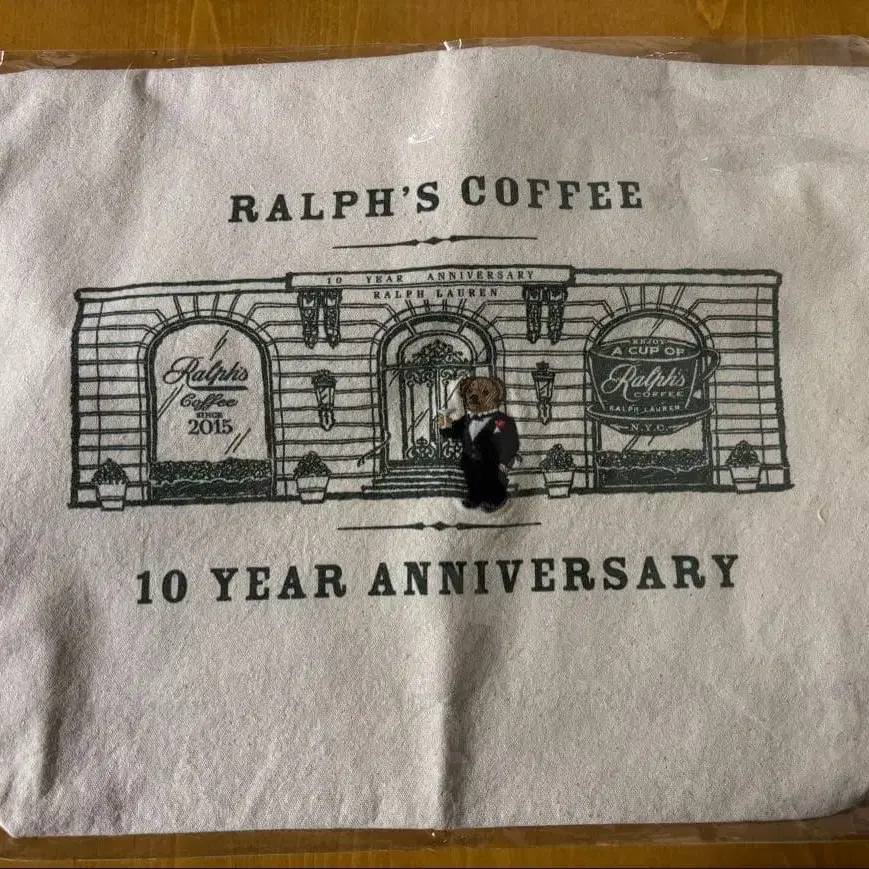 RALPH'S COFFEE
10 YEAR ANNIVERSARY
RALPH LAUREN
Ralph's
Coffee
SINCE
2015
ENJOY
A CUP OF
Ralph's
COFFEE
RALPH LAUREN
N.Y.C.
10 YEAR ANNIVERSARY